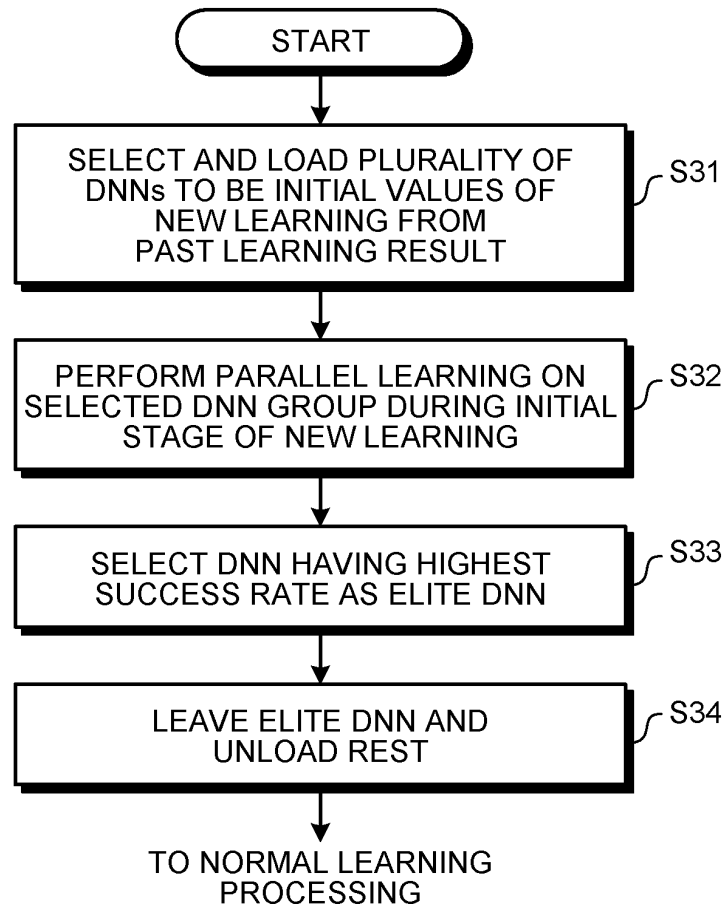 START
SELECT AND LOAD PLURALITY OF
DNNs TO BE INITIAL VALUES OF
NEW LEARNING FROM
PAST LEARNING RESULT
S31
PERFORM PARALLEL LEARNING ON
SELECTED DNN GROUP DURING INITIAL
STAGE OF NEW LEARNING
S32
SELECT DNN HAVING HIGHEST
SUCCESS RATE AS ELITE DNN
S33
LEAVE ELITE DNN AND
UNLOAD REST
S34
TO NORMAL LEARNING
PROCESSING